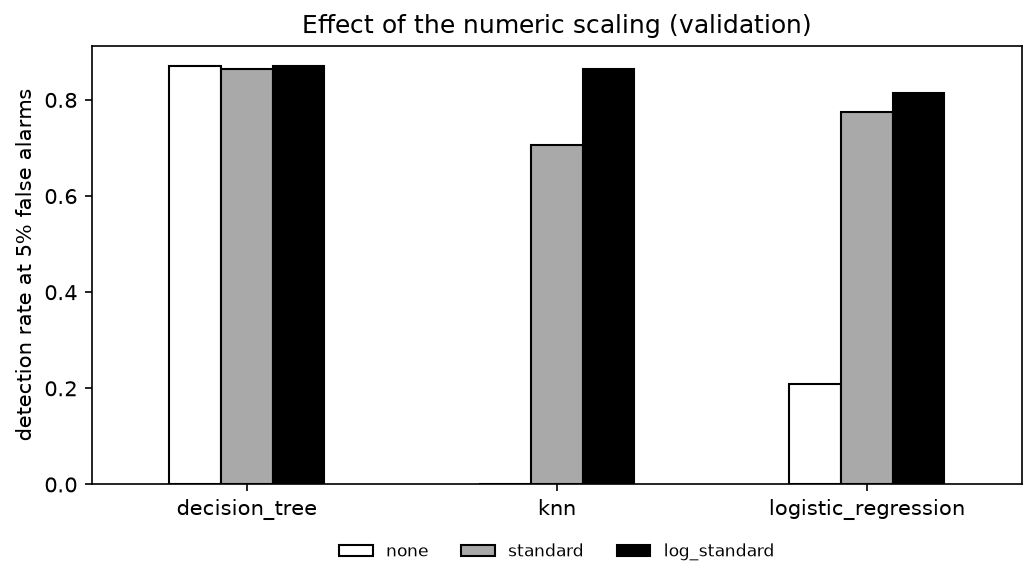 Effect of the numeric scaling (validation)
detection rate at 5% false alarms
0.8
0.6
0.4
0.2
0.0
decision_tree knn logistic_regression
none standard log_standard